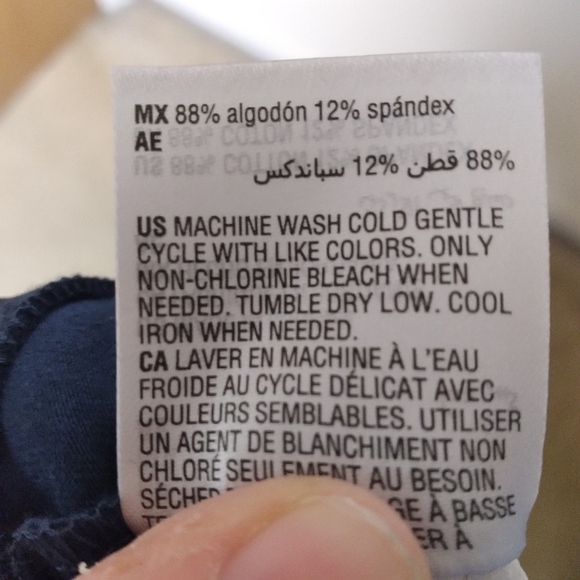 MX 88% algodón 12% spándex
AE
88% قطن 12% سباندكس
US MACHINE WASH COLD GENTLE
CYCLE WITH LIKE COLORS. ONLY
NON-CHLORINE BLEACH WHEN
NEEDED. TUMBLE DRY LOW. COOL
IRON WHEN NEEDED.
CA LAVER EN MACHINE À L'EAU
FROIDE AU CYCLE DÉLICAT AVEC
COULEURS SEMBLABLES. UTILISER
UN AGENT DE BLANCHIMENT NON
CHLORÉ SEULEMENT AU BESOIN.
À BASSE
À